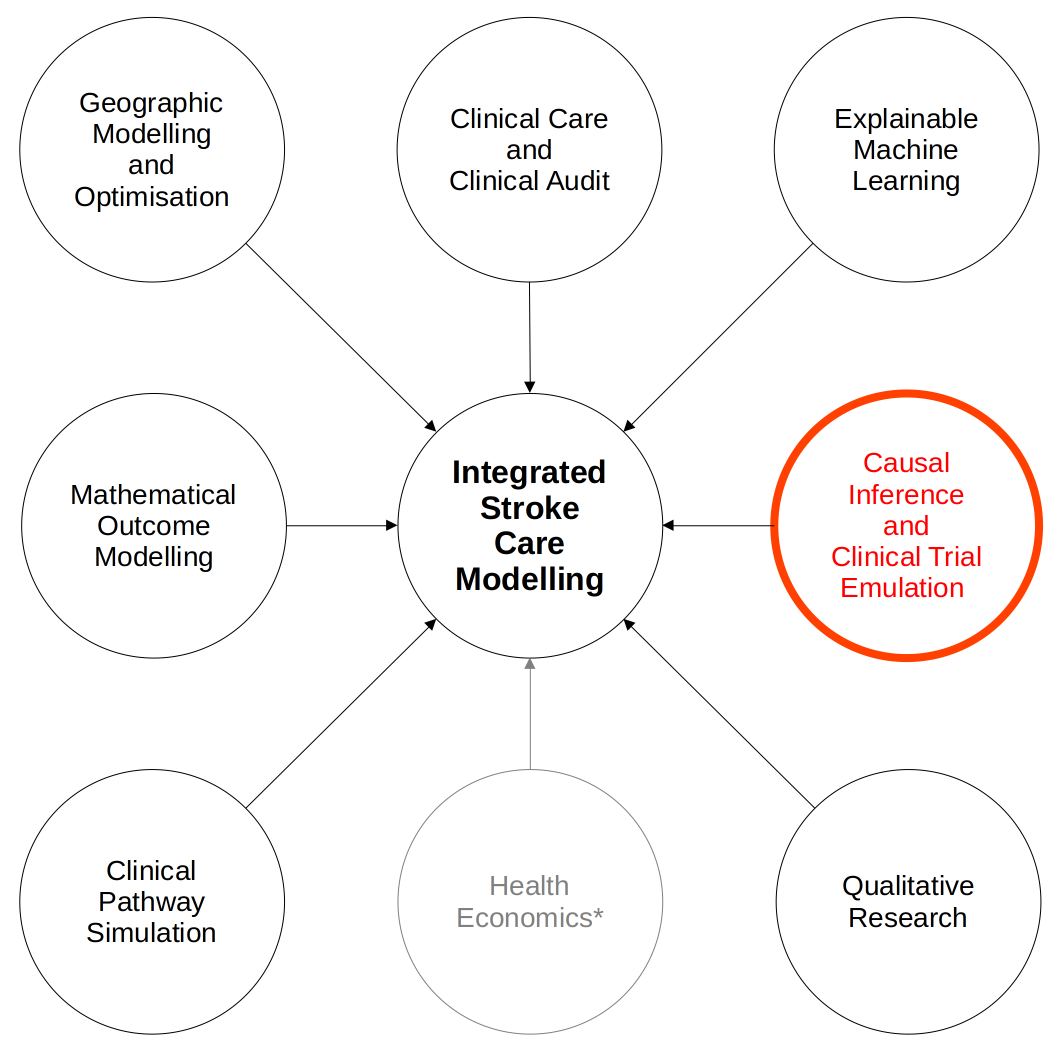 Geographic
Modelling
and
Optimisation
Clinical Care
and
Clinical Audit
Explainable
Machine
Learning
Mathematical
Outcome
Modelling
Integrated
Stroke
Care
Modelling
Causal
Inference
and
Clinical Trial
Emulation
Clinical
Pathway
Simulation
Health
Economics*
Qualitative
Research